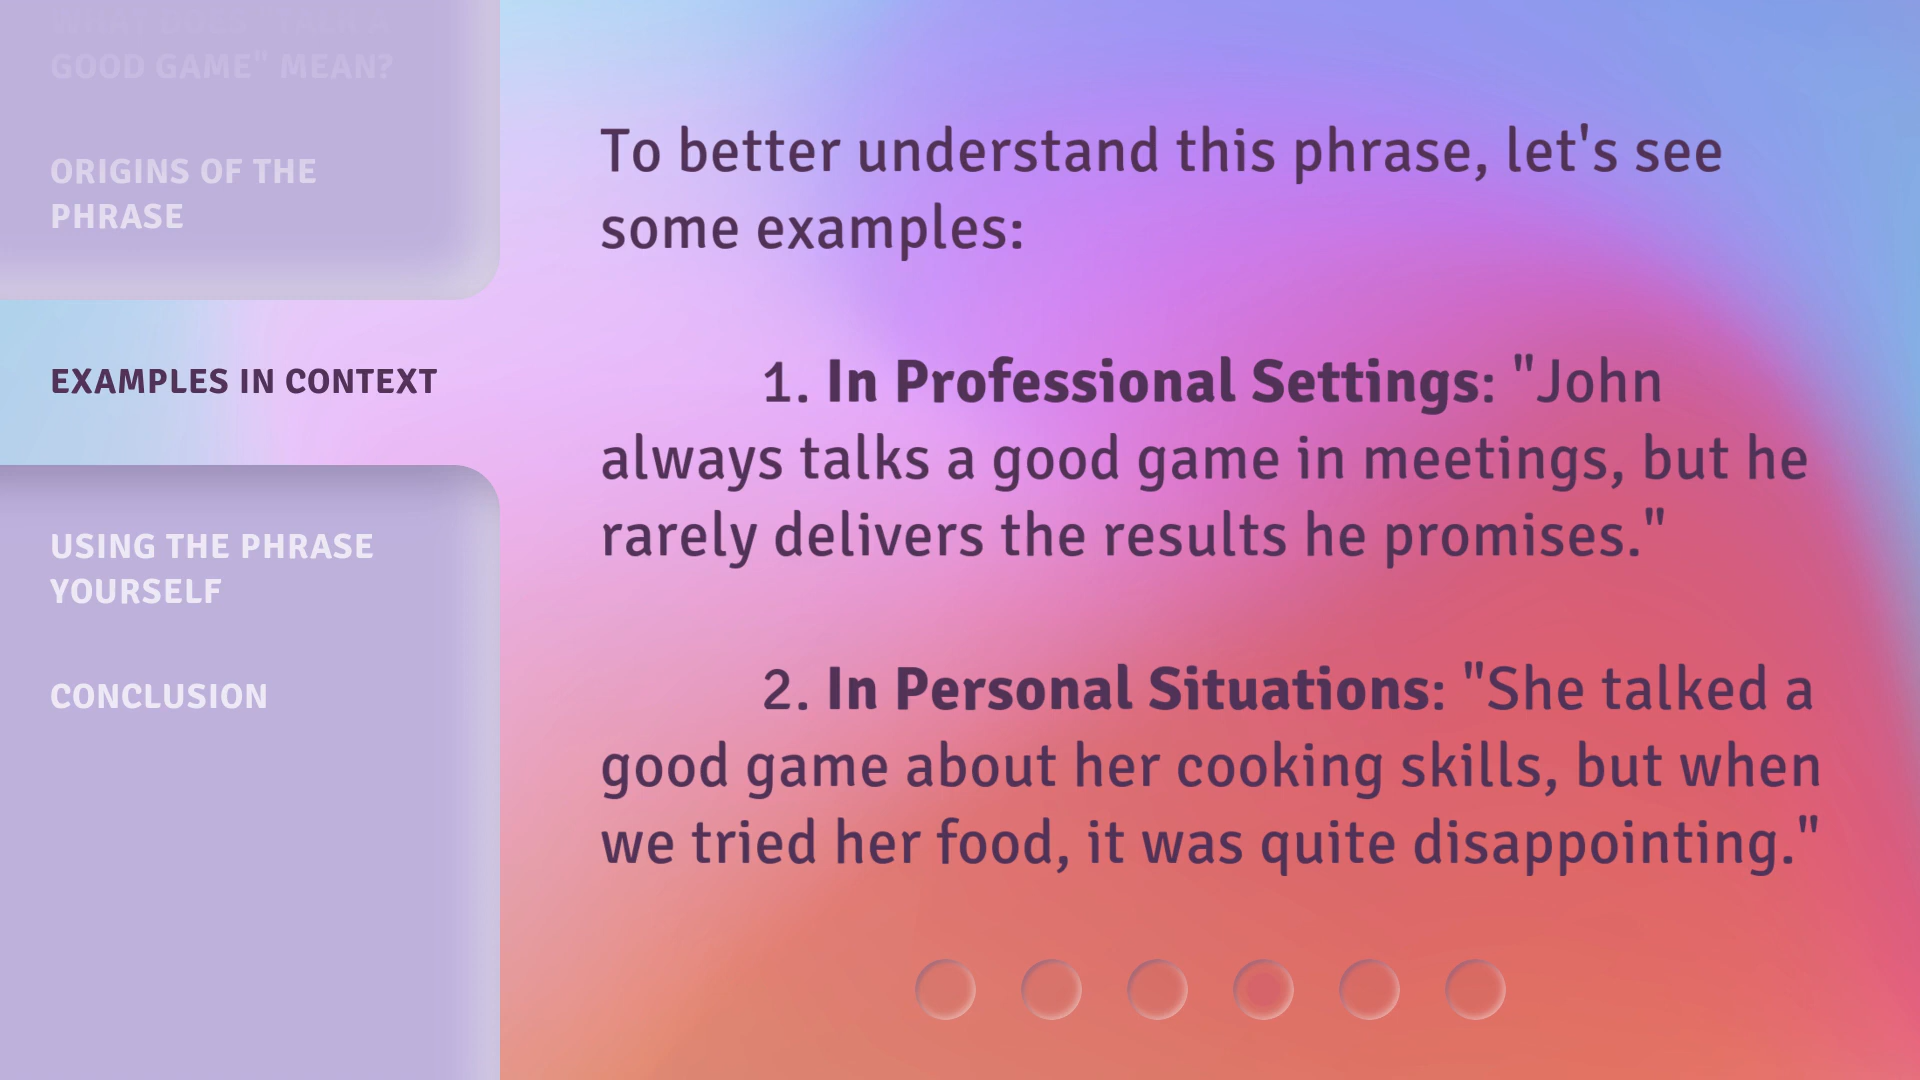 WHAT DOES "TALK A
GOOD GAME" MEAN?
ORIGINS OF THE
PHRASE
EXAMPLES IN CONTEXT
USING THE PHRASE
YOURSELF
CONCLUSION
To better understand this phrase, let's see
some examples:
1. In Professional Settings: "John
always talks a good game in meetings, but he
rarely delivers the results he promises."
2. In Personal Situations: "She talked a
good game about her cooking skills, but when
we tried her food, it was quite disappointing."